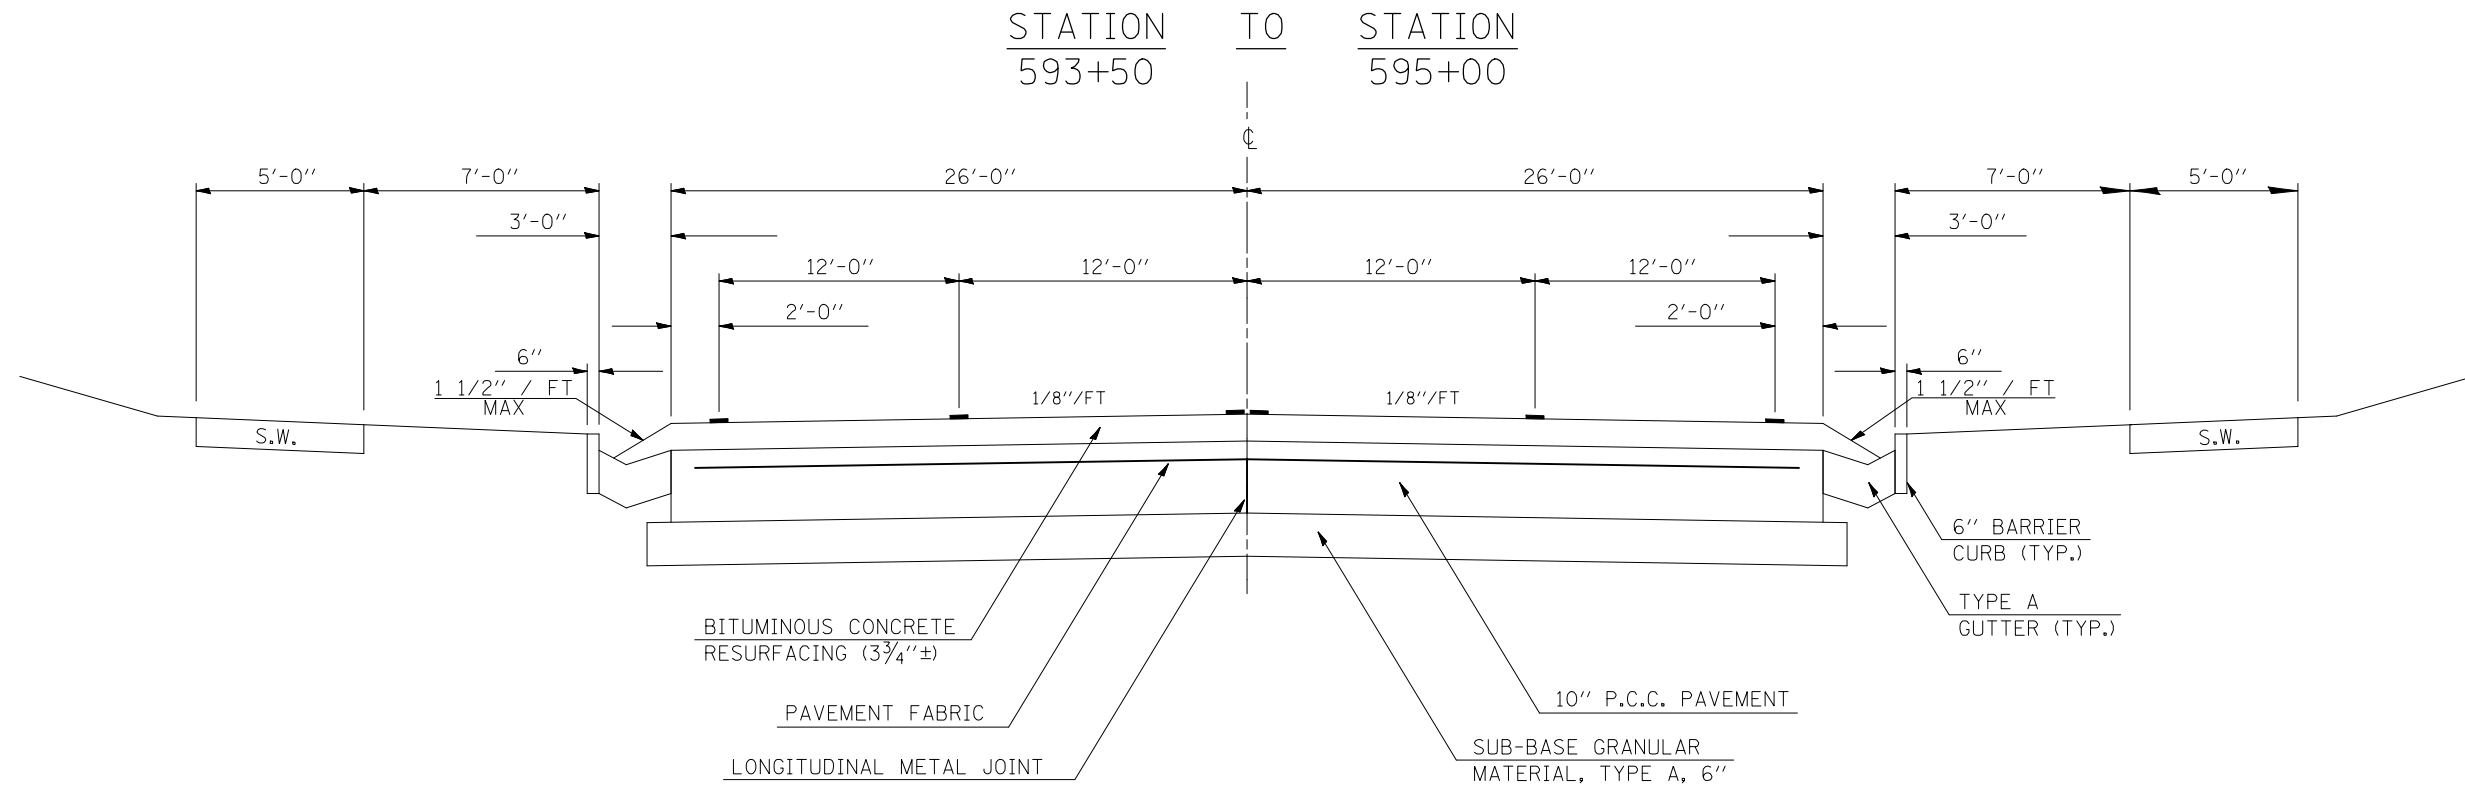 STATION TO STATION
593+50 595+00
℄
5'-0" 7'-0" 26'-0" 26'-0" 7'-0" 5'-0"
3'-0" 3'-0"
12'-0" 12'-0" 12'-0" 12'-0"
2'-0" 2'-0"
6" 6"
1 1/2" / FT 1/8"/FT 1/8"/FT 1 1/2" / FT
MAX MAX
S.W. S.W.
6" BARRIER
CURB (TYP.)
TYPE A
GUTTER (TYP.)
BITUMINOUS CONCRETE
RESURFACING (3¾"±)
10" P.C.C. PAVEMENT
PAVEMENT FABRIC
SUB-BASE GRANULAR
MATERIAL, TYPE A, 6"
LONGITUDINAL METAL JOINT